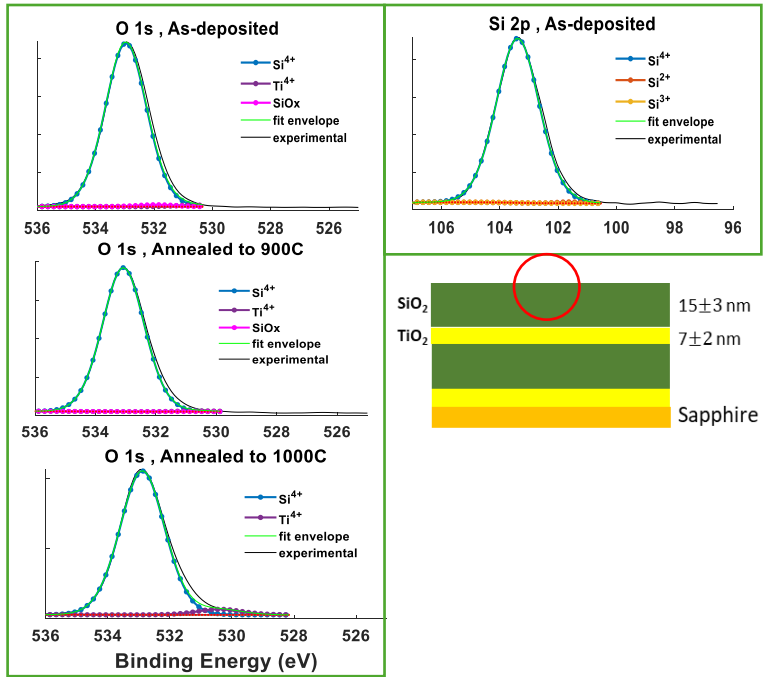 O 1s , As-deposited
Si⁴⁺
Ti⁴⁺
SiOx
fit envelope
experimental
536 534 532 530 528 526
O 1s , Annealed to 900C
Si⁴⁺
Ti⁴⁺
SiOx
fit envelope
experimental
536 534 532 530 528 526
O 1s , Annealed to 1000C
Si⁴⁺
Ti⁴⁺
fit envelope
experimental
536 534 532 530 528 526
Binding Energy (eV)
Si 2p , As-deposited
Si⁴⁺
Si²⁺
Si³⁺
fit envelope
experimental
106 104 102 100 98 96
SiO₂ 15±3 nm
TiO₂ 7±2 nm
Sapphire